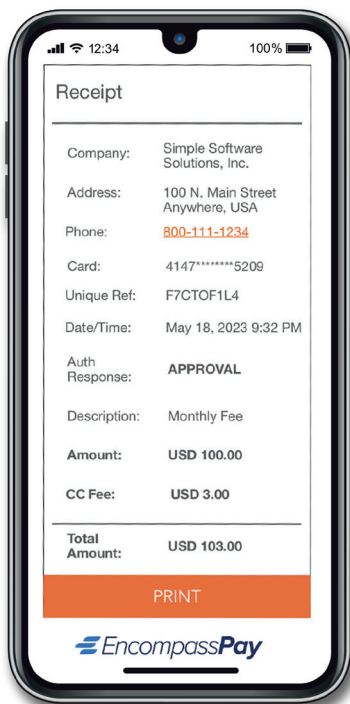 12:34 100%
Receipt
Company: Simple Software
Solutions, Inc.
Address: 100 N. Main Street
Anywhere, USA
Phone: 800-111-1234
Card: 4147********5209
Unique Ref: F7CTOF1L4
Date/Time: May 18, 2023 9:32 PM
Auth
Response: APPROVAL
Description: Monthly Fee
Amount: USD 100.00
CC Fee: USD 3.00
Total
Amount: USD 103.00
PRINT
EncompassPay